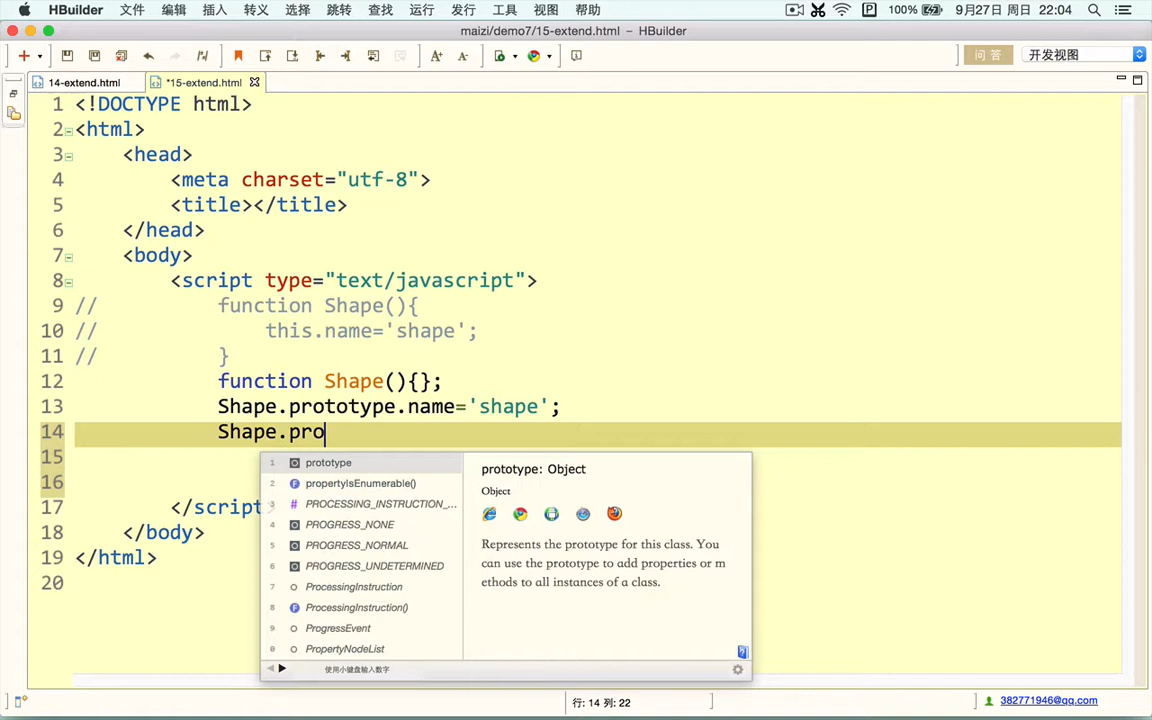 HBuilder 文件 编辑 插入 转义 选择 跳转 查找 运行 发行 工具 视图 帮助 100% 9月27日 周日 22:04
maizi/demo7/15-extend.html – HBuilder
问 答 开发视图
14-extend.html *15-extend.html
1 <!DOCTYPE html>
2 <html>
3 <head>
4 <meta charset="utf-8">
5 <title></title>
6 </head>
7 <body>
8 <script type="text/javascript">
9 // function Shape(){
10 // this.name='shape';
11 // }
12 function Shape(){};
13 Shape.prototype.name='shape';
14 Shape.pro
15
16
17 </script
18 </body>
19 </html>
20
1 prototype
2 propertyIsEnumerable()
3 # PROCESSING_INSTRUCTION_...
4 PROGRESS_NONE
5 PROGRESS_NORMAL
6 PROGRESS_UNDETERMINED
7 ProcessingInstruction
8 ProcessingInstruction()
9 ProgressEvent
0 PropertyNodeList
使用小键盘输入数字
prototype: Object
Object
Represents the prototype for this class. You
can use the prototype to add properties or m
ethods to all instances of a class.
行: 14 列: 22
382771946@qq.com